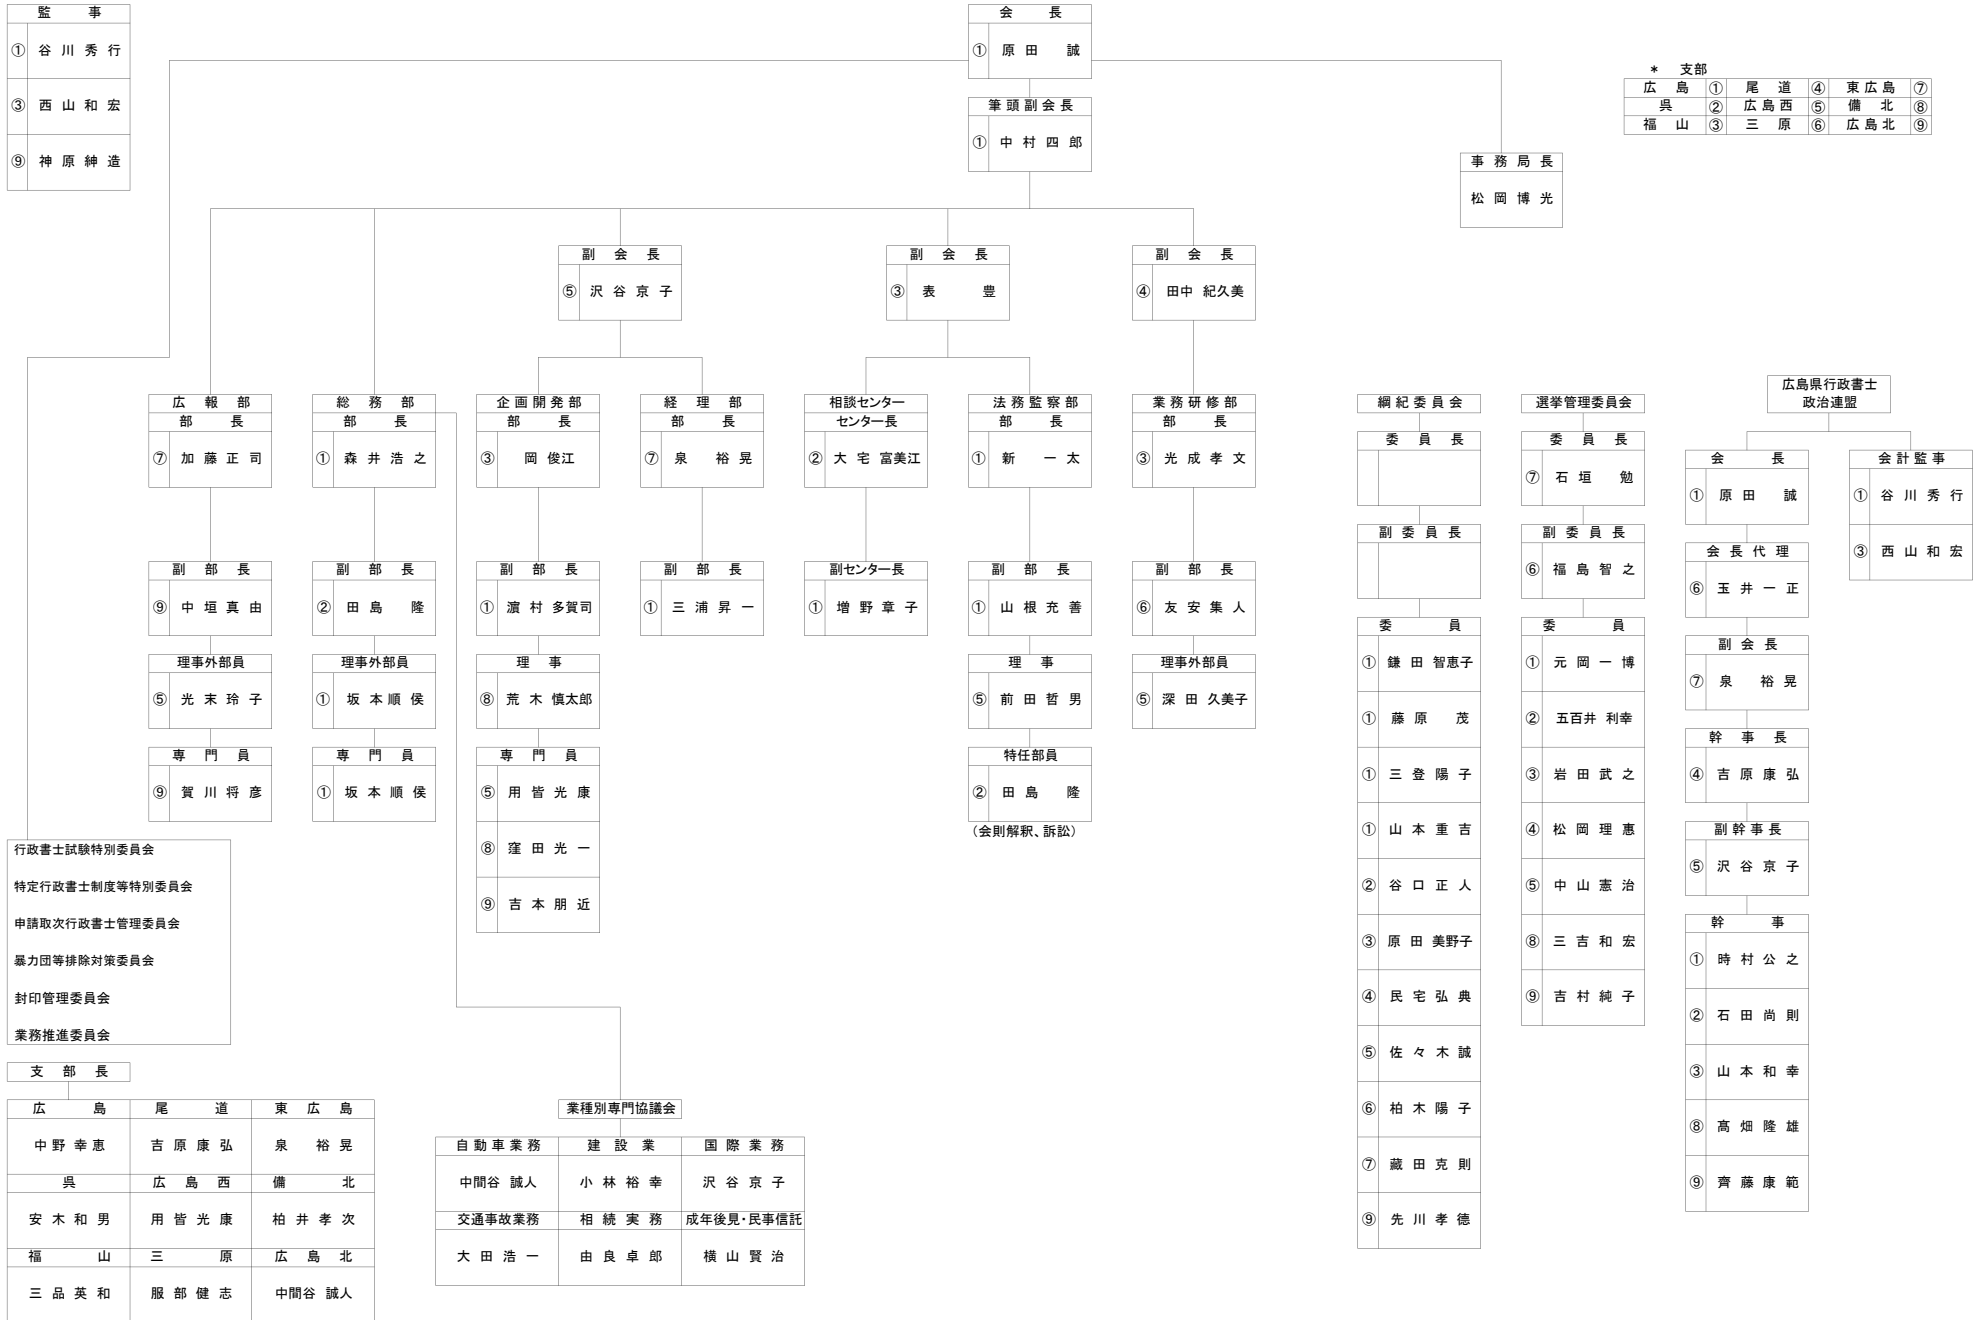 監事
① 谷川秀行
③ 西山和宏
⑨ 神原紳造
会長
① 原田 誠
筆頭副会長
① 中村四郎
* 支部
広島 ① 尾道 ④ 東広島 ⑦
呉 ② 広島西 ⑤ 備北 ⑧
福山 ③ 三原 ⑥ 広島北 ⑨
事務局長
松岡博光
副会長
⑤ 沢谷京子
副会長
③ 表 豊
副会長
④ 田中 紀久美
広報部
部長
⑦ 加藤正司
副部長
⑨ 中垣真由
理事外部員
⑤ 光末玲子
専門員
⑨ 賀川将彦
総務部
部長
① 森井浩之
副部長
② 田島 隆
理事外部員
① 坂本順侯
専門員
① 坂本順侯
企画開発部
部長
③ 岡 俊江
副部長
① 濵村多賀司
理事
⑧ 荒木慎太郎
専門員
⑤ 用皆光康
⑧ 窪田光一
⑨ 吉本朋近
経理部
部長
⑦ 泉 裕晃
副部長
① 三浦昇一
相談センター
センター長
② 大宅富美江
副センター長
① 増野章子
法務監察部
部長
① 新 一太
副部長
① 山根充善
理事
⑤ 前田哲男
特任部員
② 田島 隆
(会則解釈、訴訟)
業務研修部
部長
③ 光成孝文
副部長
⑥ 友安集人
理事外部員
⑤ 深田久美子
綱紀委員会
委員長
副委員長
委員
① 鎌田智恵子
① 藤原 茂
① 三登陽子
① 山本重吉
② 谷口正人
③ 原田美野子
④ 民宅弘典
⑤ 佐々木誠
⑥ 柏木陽子
⑦ 藏田克則
⑨ 先川孝徳
選挙管理委員会
委員長
⑦ 石垣 勉
副委員長
⑥ 福島智之
委員
① 元岡一博
② 五百井 利幸
③ 岩田武之
④ 松岡理惠
⑤ 中山憲治
⑧ 三吉和宏
⑨ 吉村純子
広島県行政書士
政治連盟
会長
① 原田 誠
会長代理
⑥ 玉井一正
副会長
⑦ 泉 裕晃
幹事長
④ 吉原康弘
副幹事長
⑤ 沢谷京子
幹事
① 時村公之
② 石田尚則
③ 山本和幸
⑧ 高畑隆雄
⑨ 齊藤康範
会計監事
① 谷川秀行
③ 西山和宏
行政書士試験特別委員会
特定行政書士制度等特別委員会
申請取次行政書士管理委員会
暴力団等排除対策委員会
封印管理委員会
業務推進委員会
支部長
広島 尾道 東広島
中野幸恵 吉原康弘 泉 裕晃
呉 広島西 備北
安木和男 用皆光康 柏井孝次
福山 三原 広島北
三品英和 服部健志 中間谷 誠人
業種別専門協議会
自動車業務 建設業 国際業務
中間谷 誠人 小林裕幸 沢谷京子
交通事故業務 相続実務 成年後見・民事信託
大田浩一 由良卓郎 横山賢治